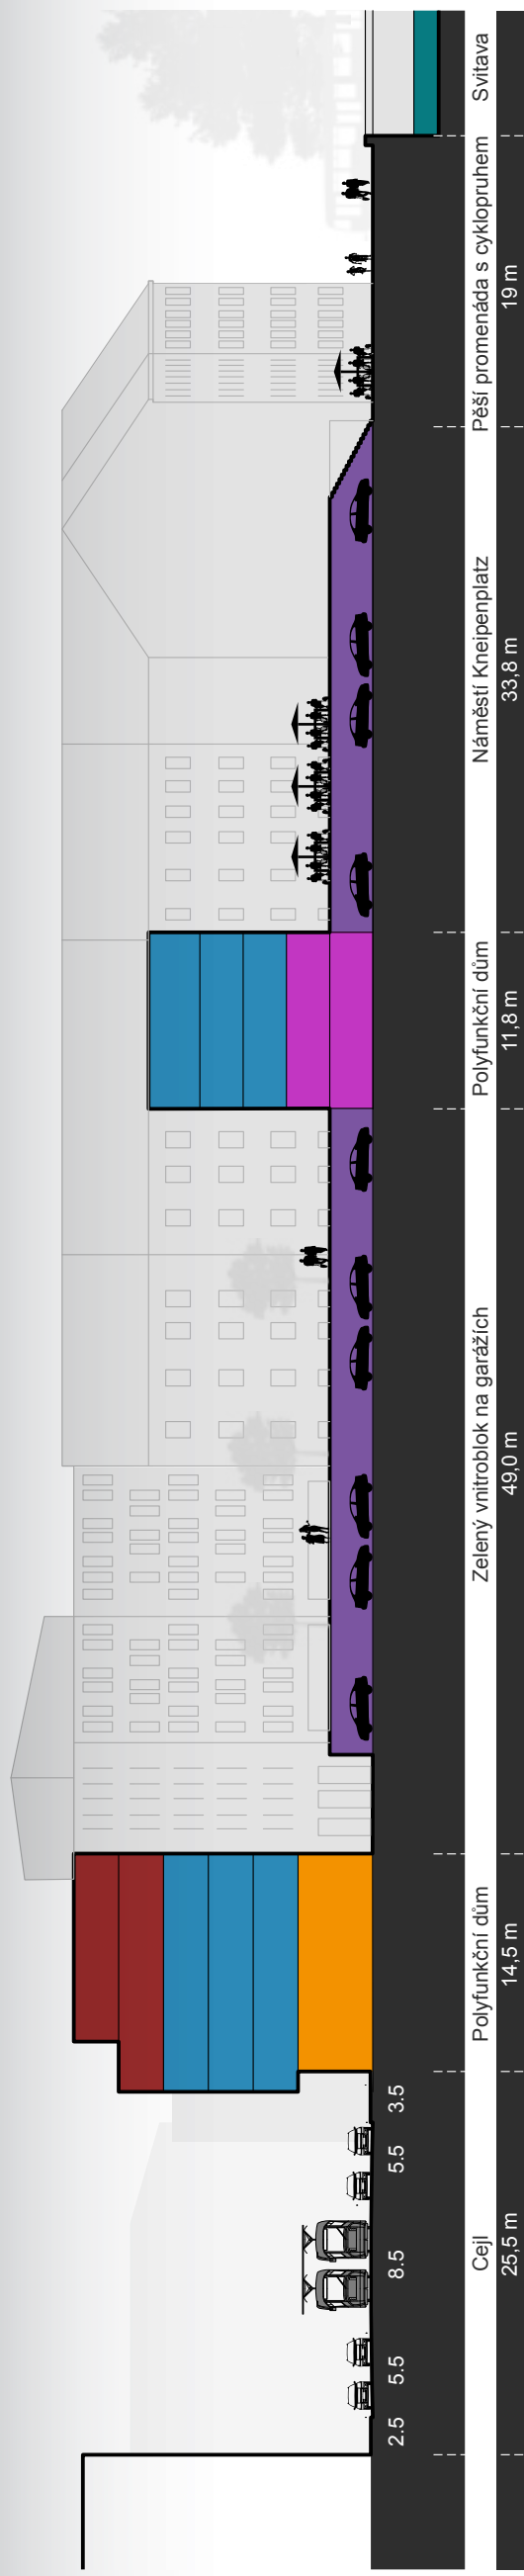 2.5 5.5 8.5 5.5 3.5
Cejl Polyfunkční dům Zelený vnitroblok na garážích Polyfunkční dům Náměstí Kneipenplatz Pěší promenáda s cyklopruhem Svitava
25,5 m 14,5 m 49,0 m 11,8 m 33,8 m 19 m